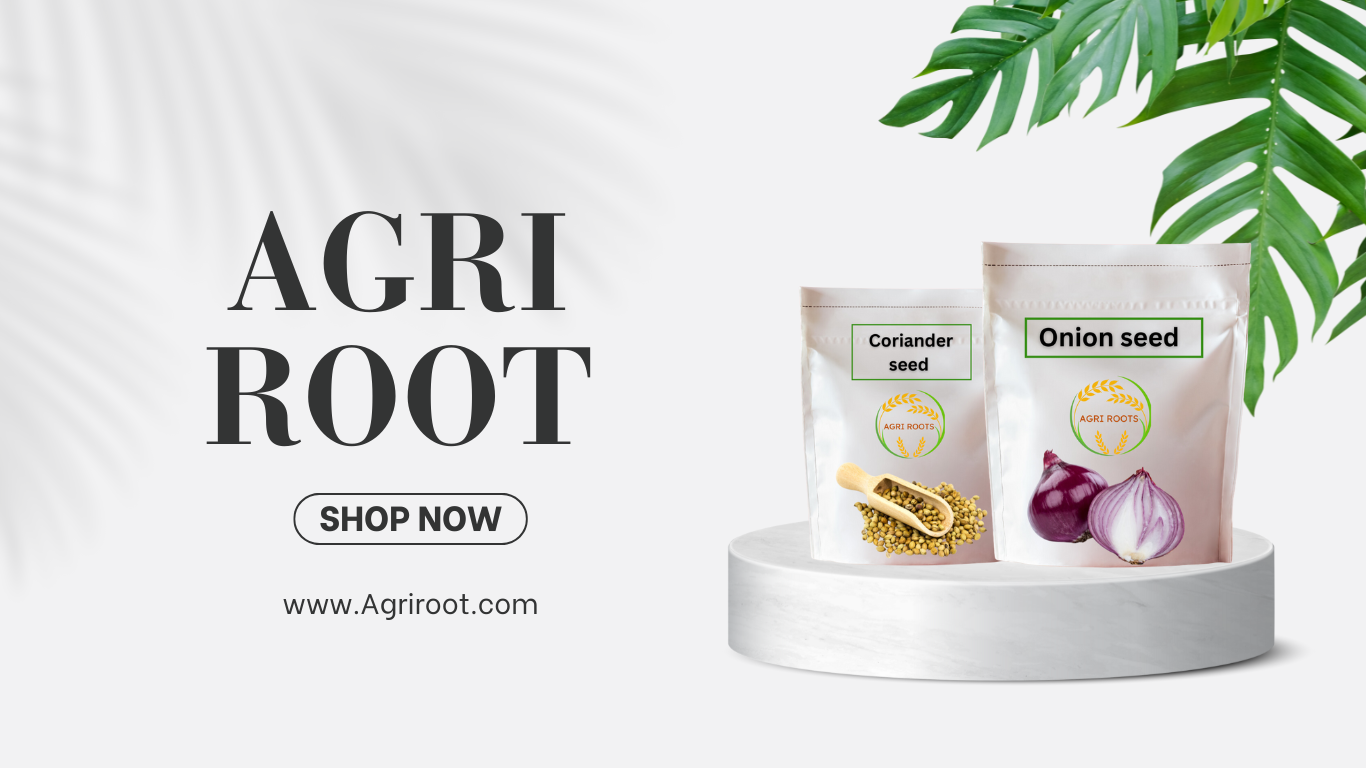 AGRI
ROOT
SHOP NOW
www.Agriroot.com
Coriander
seed
AGRI ROOTS
Onion seed
AGRI ROOTS